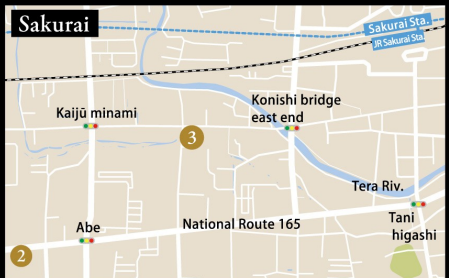 Sakurai
Sakurai Sta.
JR Sakurai Sta.
Kaijū minami
Konishi bridge
east end
3
Tera Riv.
National Route 165
Abe
Tani
higashi
2